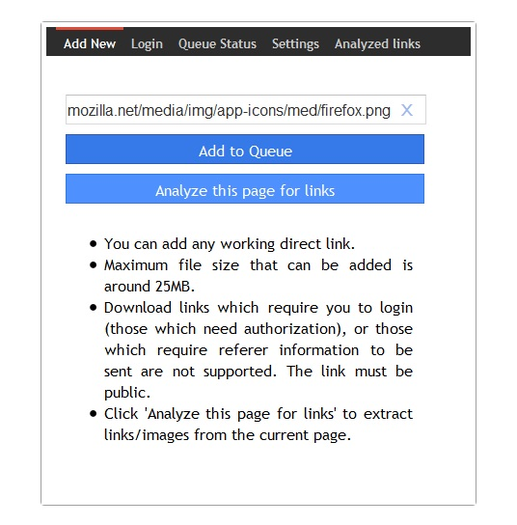 Add New Login Queue Status Settings Analyzed links
mozilla.net/media/img/app-icons/med/firefox.png X
Add to Queue
Analyze this page for links
• You can add any working direct link.
• Maximum file size that can be added is
around 25MB.
• Download links which require you to login
(those which need authorization), or those
which require referer information to be
sent are not supported. The link must be
public.
• Click 'Analyze this page for links' to extract
links/images from the current page.